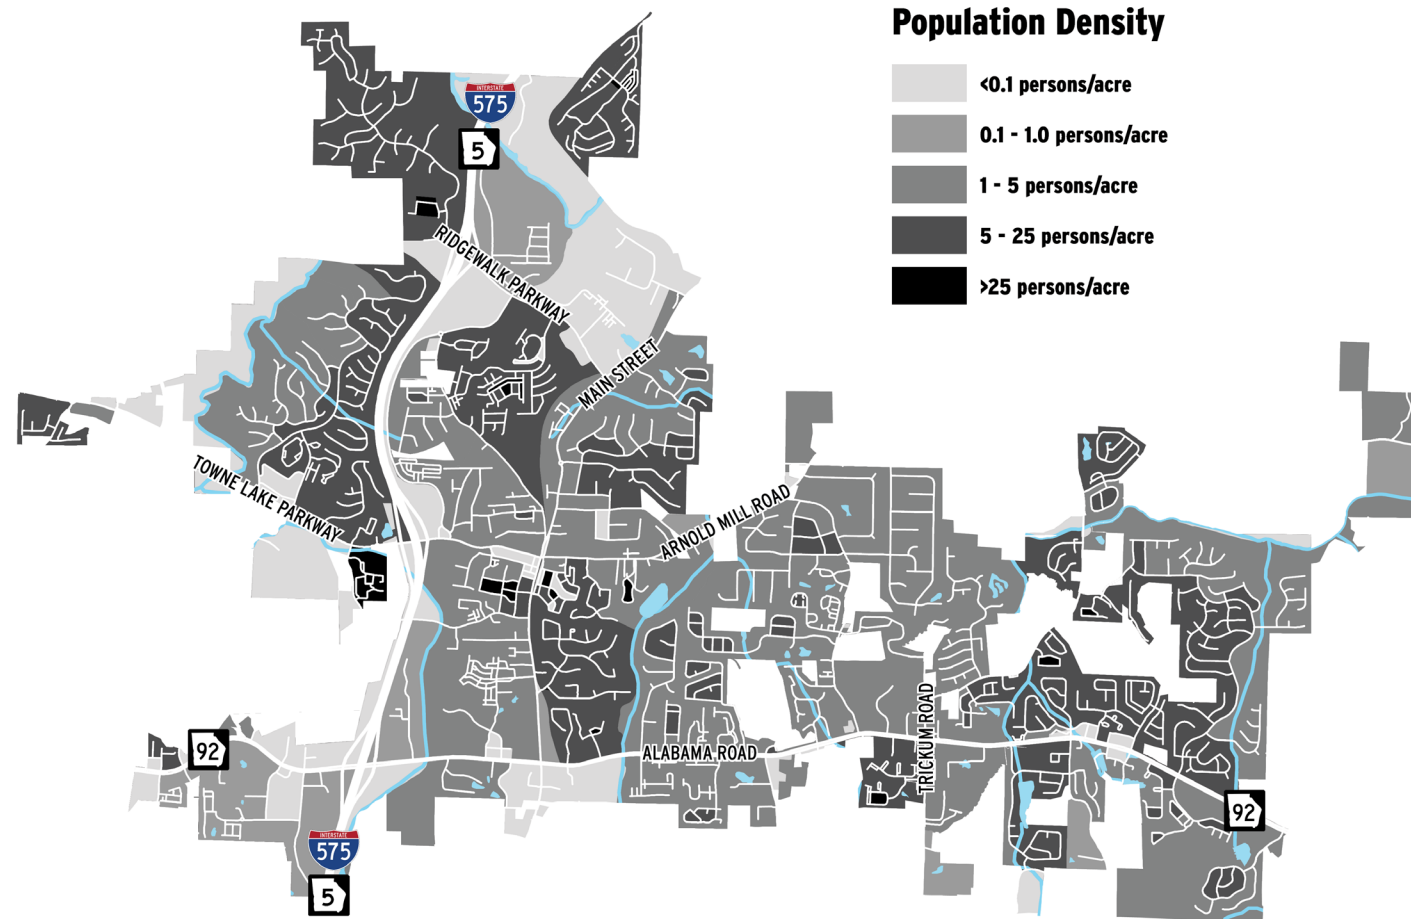 Population Density
<0.1 persons/acre
0.1 - 1.0 persons/acre
1 - 5 persons/acre
5 - 25 persons/acre
>25 persons/acre
INTERSTATE
575
5
RIDGEWALK PARKWAY
MAIN STREET
TOWNE LAKE PARKWAY
ARNOLD MILL ROAD
TRICKUM ROAD
92
ALABAMA ROAD
92
INTERSTATE
575
5